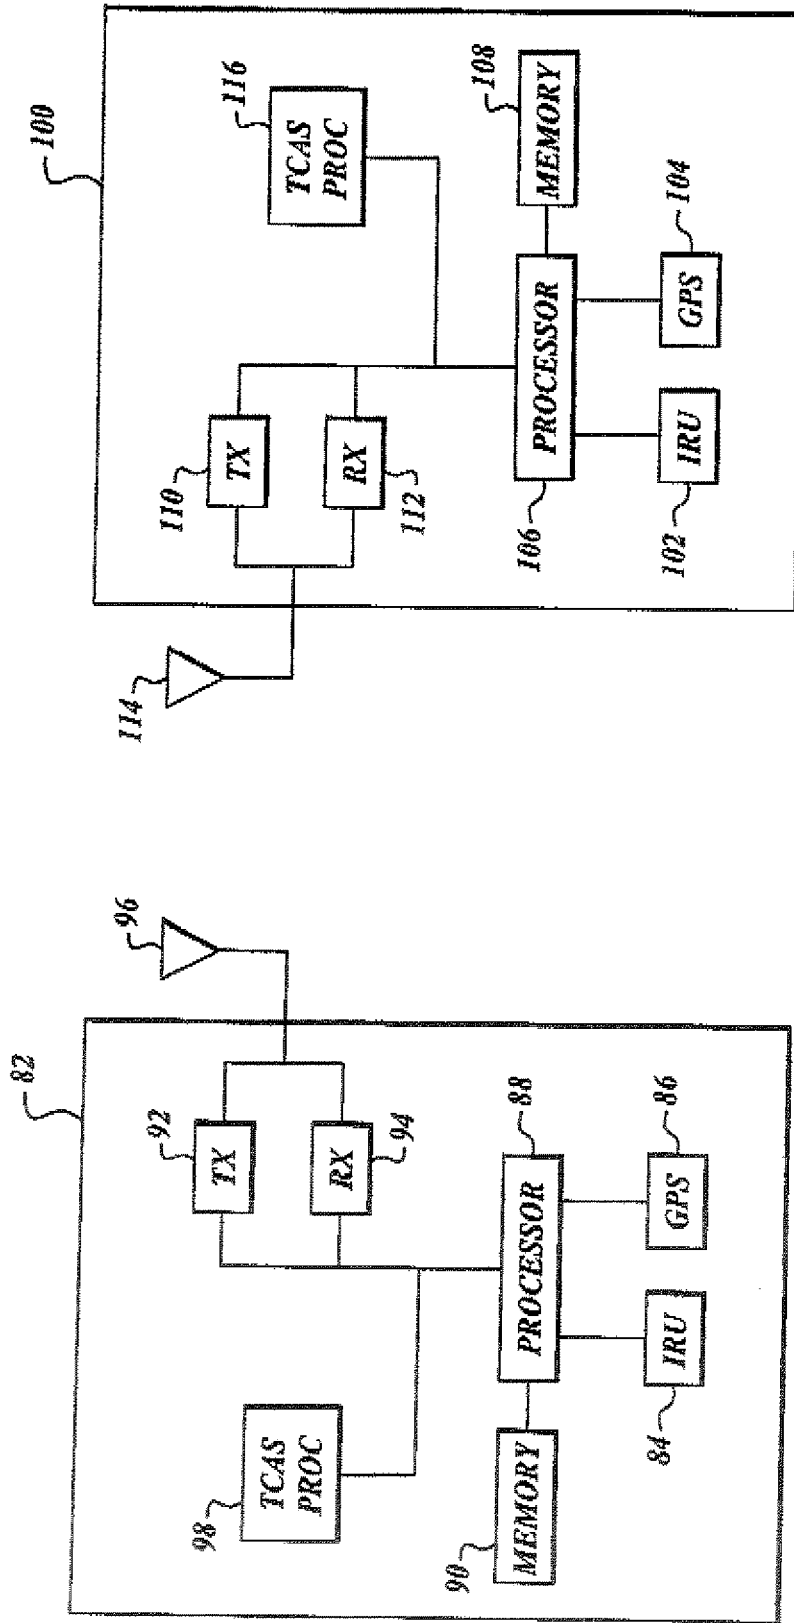 82
92
TX
94
RX
96
98
TCAS
PROC
88
PROCESSOR
90
MEMORY
84
IRU
86
GPS
100
110
TX
112
RX
114
116
TCAS
PROC
106
PROCESSOR
108
MEMORY
102
IRU
104
GPS